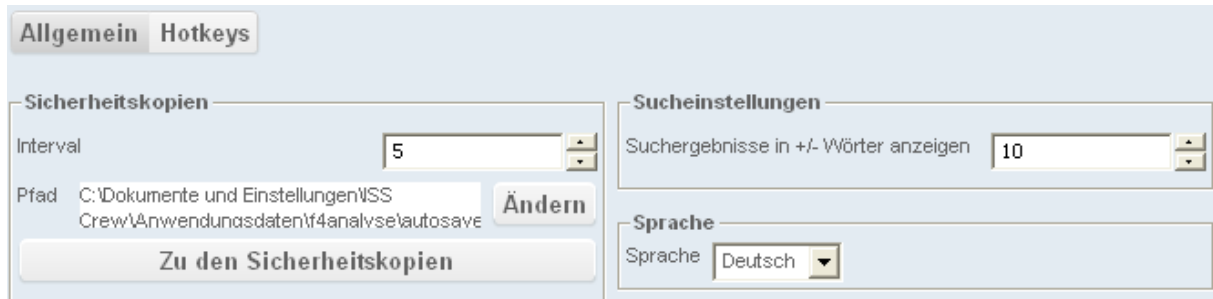 Allgemein Hotkeys
Sicherheitskopien
Interval 5
Pfad C:\Dokumente und Einstellungen\ISS
Crew\Anwendungsdaten\f4analyse\autosave
Ändern
Zu den Sicherheitskopien
Sucheinstellungen
Suchergebnisse in +/- Wörter anzeigen 10
Sprache
Sprache Deutsch